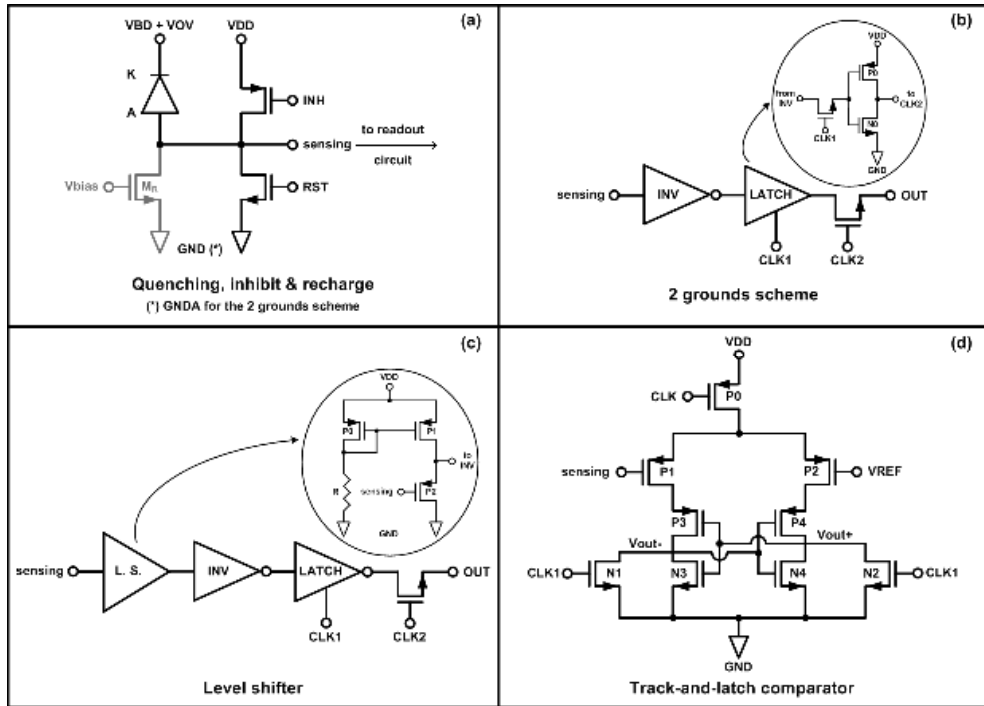 (a)
VBD + VOV
VDD
K
A
INH
sensing
to readout
circuit
Vbias
MR
RST
GND (*)
Quenching, inhibit & recharge
(*) GNDA for the 2 grounds scheme
(b)
VDD
P0
from
INV
to
CLK2
CLK1
N0
GND
sensing
INV
LATCH
OUT
CLK1
CLK2
2 grounds scheme
(c)
VDD
P0
P1
to
INV
R
sensing
P2
GND
sensing
L. S.
INV
LATCH
OUT
CLK1
CLK2
Level shifter
(d)
VDD
CLK
P0
sensing
P1
P2
VREF
P3
P4
Vout-
Vout+
CLK1
N1
N3
N4
N2
CLK1
GND
Track-and-latch comparator